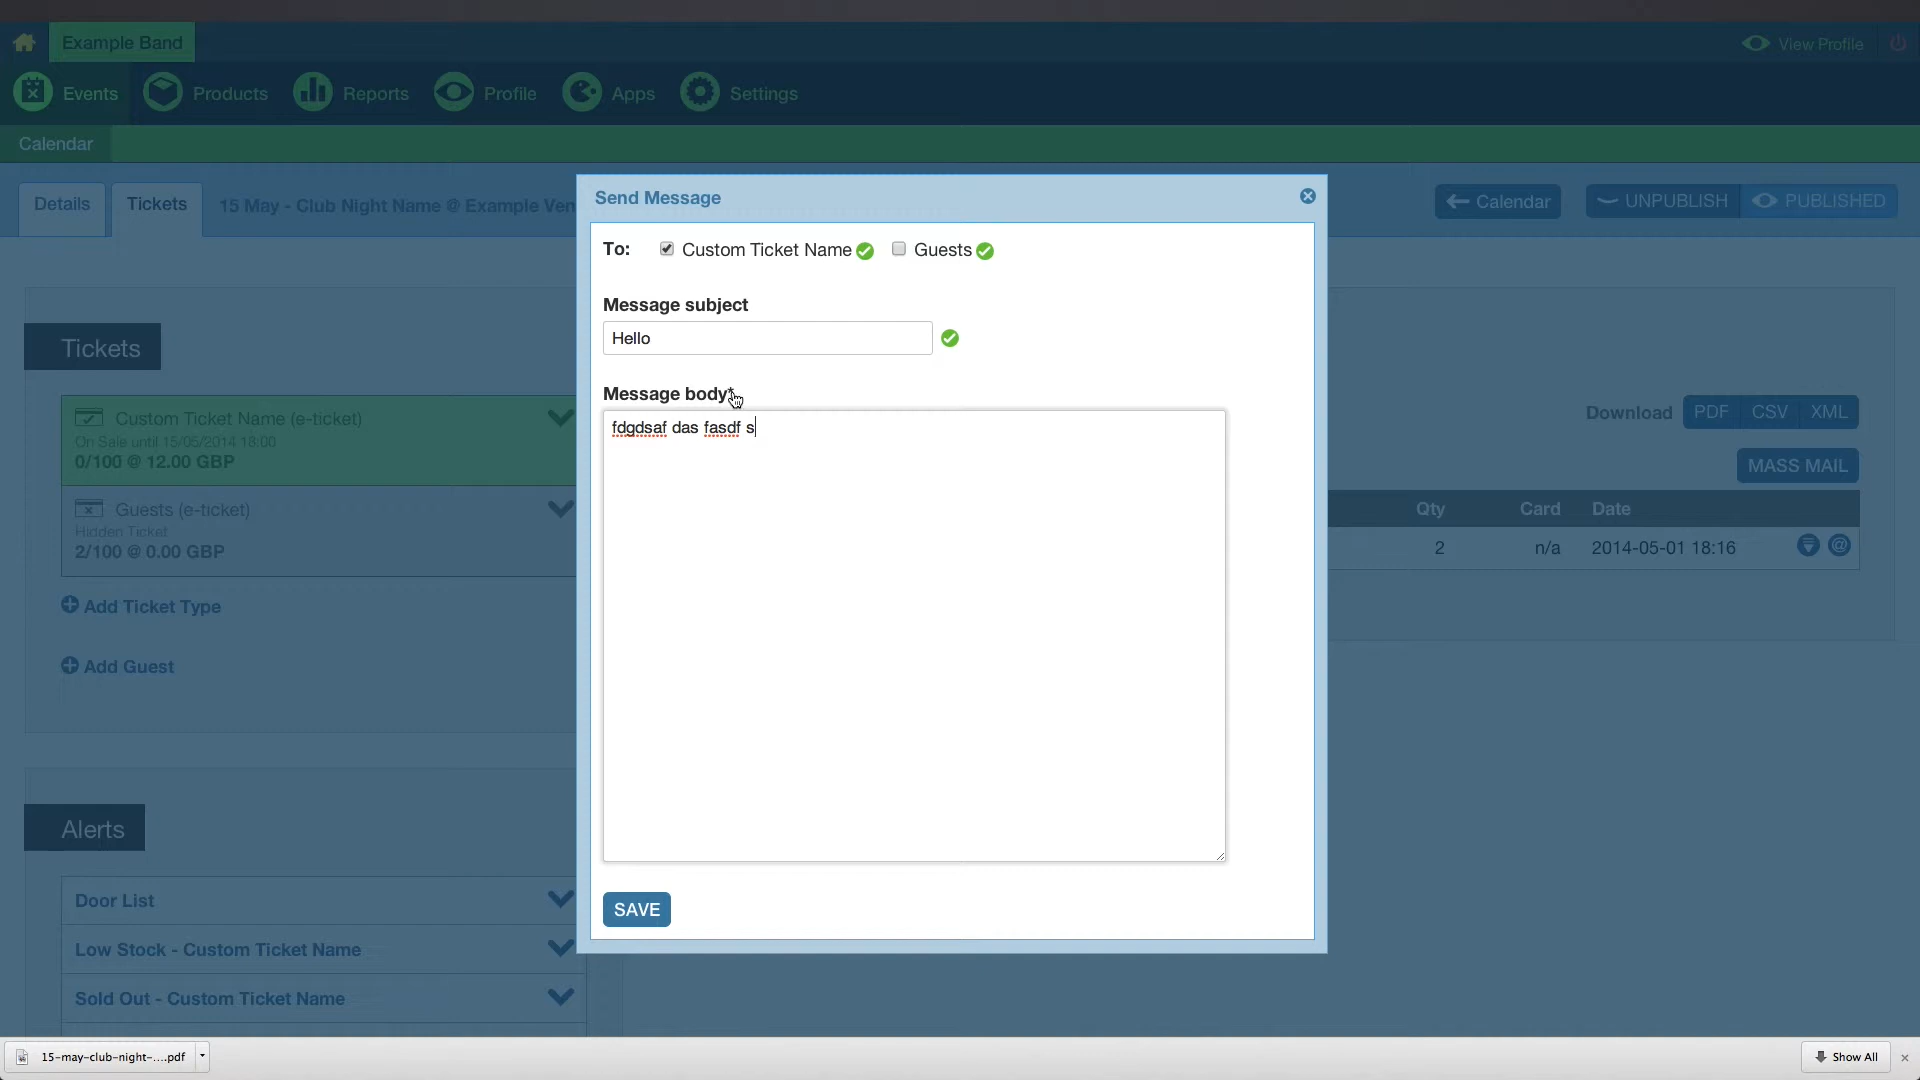 Example Band
View Profile
Events
Products
Reports
Profile
Apps
Settings
Calendar
Details
Tickets
15 May - Club Night Name @ Example Ven
Calendar
UNPUBLISH
PUBLISHED
Send Message
To:
Custom Ticket Name
Guests
Message subject
Hello
Message body*
fdgdsaf das fasdf s
SAVE
Tickets
Custom Ticket Name (e-ticket)
On Sale until 15/05/2014 18:00
0/100 @ 12.00 GBP
Guests (e-ticket)
Hidden Ticket
2/100 @ 0.00 GBP
Add Ticket Type
Add Guest
Download
PDF
CSV
XML
MASS MAIL
Qty Card Date
2 n/a 2014-05-01 18:16
Alerts
Door List
Low Stock - Custom Ticket Name
Sold Out - Custom Ticket Name
15-may-club-night-....pdf
Show All